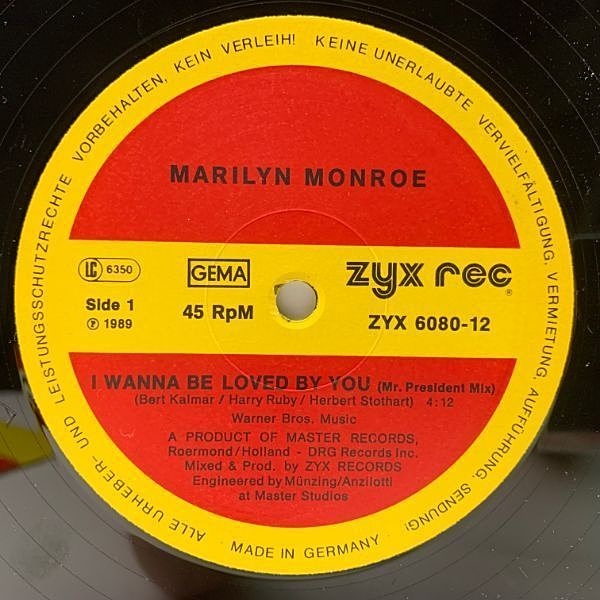 ALLE URHEBER- UND LEISTUNGSSCHUTZRECHTE VORBEHALTEN, KEIN VERLEIH! KEINE UNERLAUBTE VERVIELFÄLTIGUNG, VERMIETUNG, AUFFÜHRUNG, SENDUNG!
MARILYN MONROE
LC 6350
GEMA
zyx rec®
Side 1
℗ 1989
45 RpM
ZYX 6080-12
I WANNA BE LOVED BY YOU (Mr. President Mix)
(Bert Kalmar / Harry Ruby / Herbert Stothart) 4:12
Warner Bros. Music
A PRODUCT OF MASTER RECORDS,
Roermond/Holland - DRG Records Inc.
Mixed & Prod. by ZYX RECORDS
Engineered by Münzing/Anzilotti
at Master Studios
MADE IN GERMANY